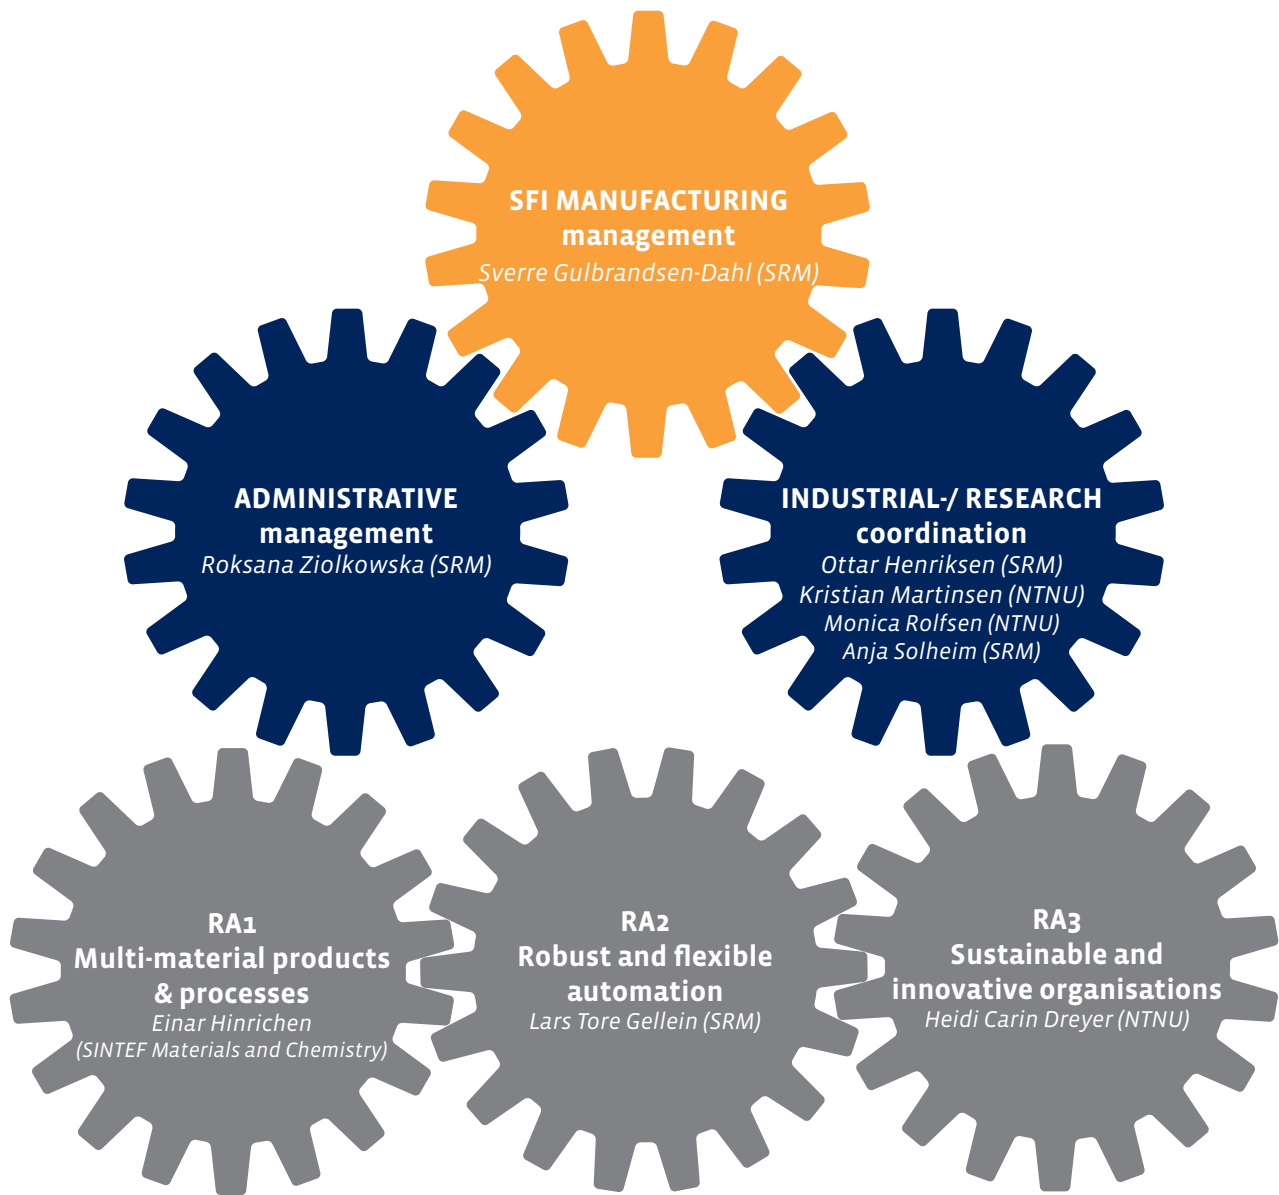 SFI MANUFACTURING
management
Sverre Gulbrandsen-Dahl (SRM)
ADMINISTRATIVE
management
Roksana Ziolkowska (SRM)
INDUSTRIAL-/ RESEARCH
coordination
Ottar Henriksen (SRM)
Kristian Martinsen (NTNU)
Monica Rolfsen (NTNU)
Anja Solheim (SRM)
RA1
Multi-material products
& processes
Einar Hinrichen
(SINTEF Materials and Chemistry)
RA2
Robust and flexible
automation
Lars Tore Gellein (SRM)
RA3
Sustainable and
innovative organisations
Heidi Carin Dreyer (NTNU)